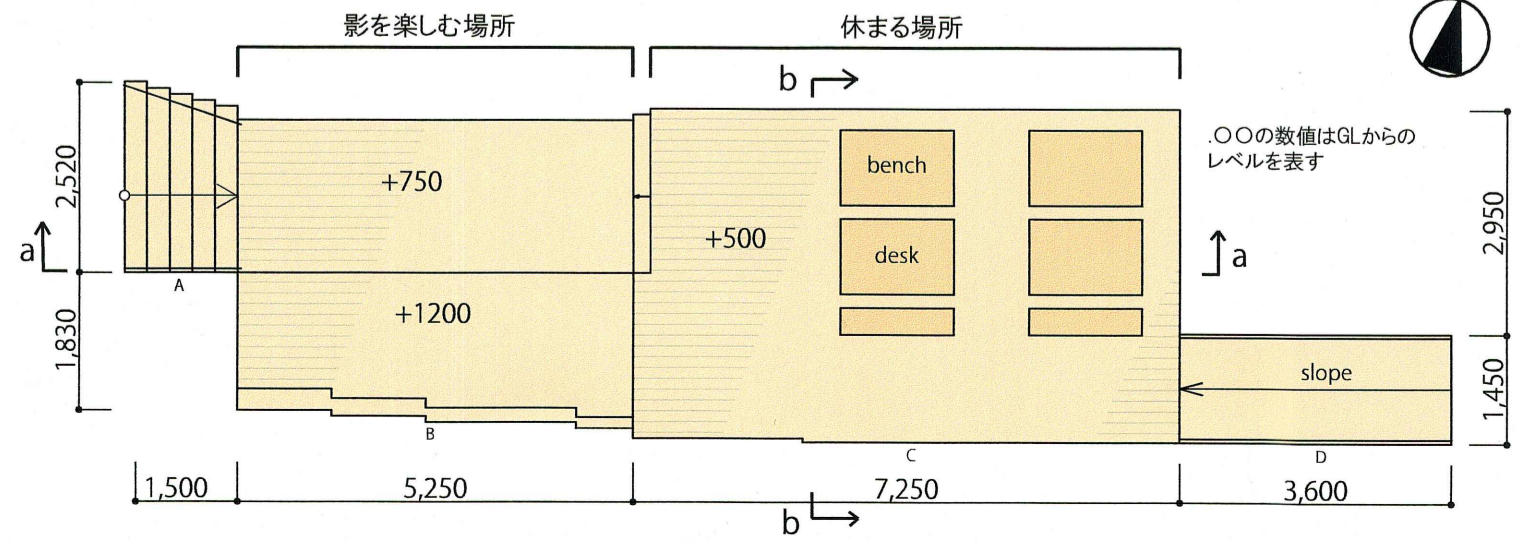 影を楽しむ場所
休まる場所
b
.〇〇の数値はGLからの
レベルを表す
2,520
+750
bench
2,950
a
+500
desk
a
A
+1200
1,830
slope
1,450
B
C
D
1,500
5,250
7,250
3,600
b